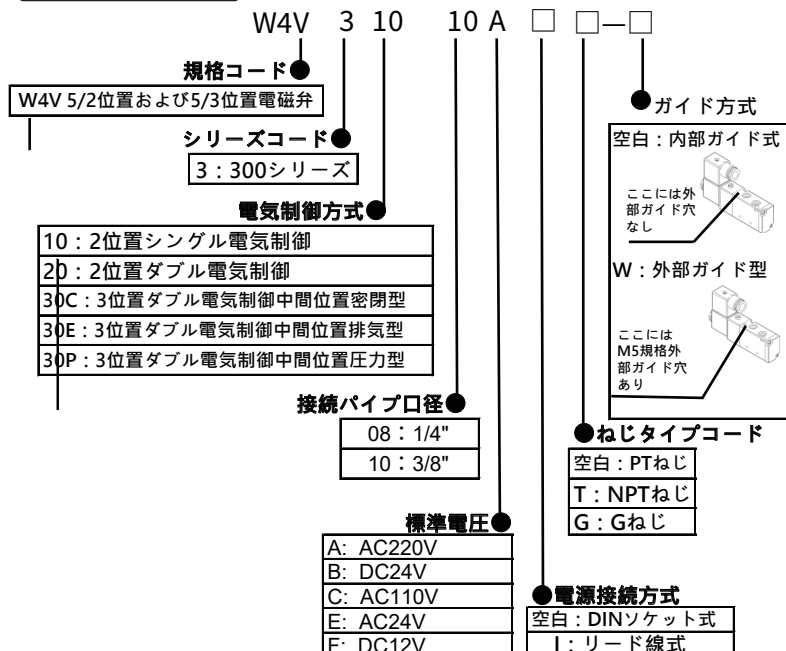 W4V 3 10 10 A □ □-□
規格コード
W4V 5/2位置および5/3位置電磁弁
シリーズコード
3：300シリーズ
電気制御方式
10：2位置シングル電気制御
20：2位置ダブル電気制御
30C：3位置ダブル電気制御中間位置密閉型
30E：3位置ダブル電気制御中間位置排気型
30P：3位置ダブル電気制御中間位置圧力型
接続パイプ口径
08：1/4"
10：3/8"
標準電圧
A: AC220V
B: DC24V
C: AC110V
E: AC24V
F: DC12V
電源接続方式
空白：DINソケット式
I：リード線式
ねじタイプコード
空白：PTねじ
T：NPTねじ
G：Gねじ
ガイド方式
空白：内部ガイド式
ここには外
部ガイド穴
なし
W：外部ガイド型
ここには
M5規格外
部ガイド穴
あり